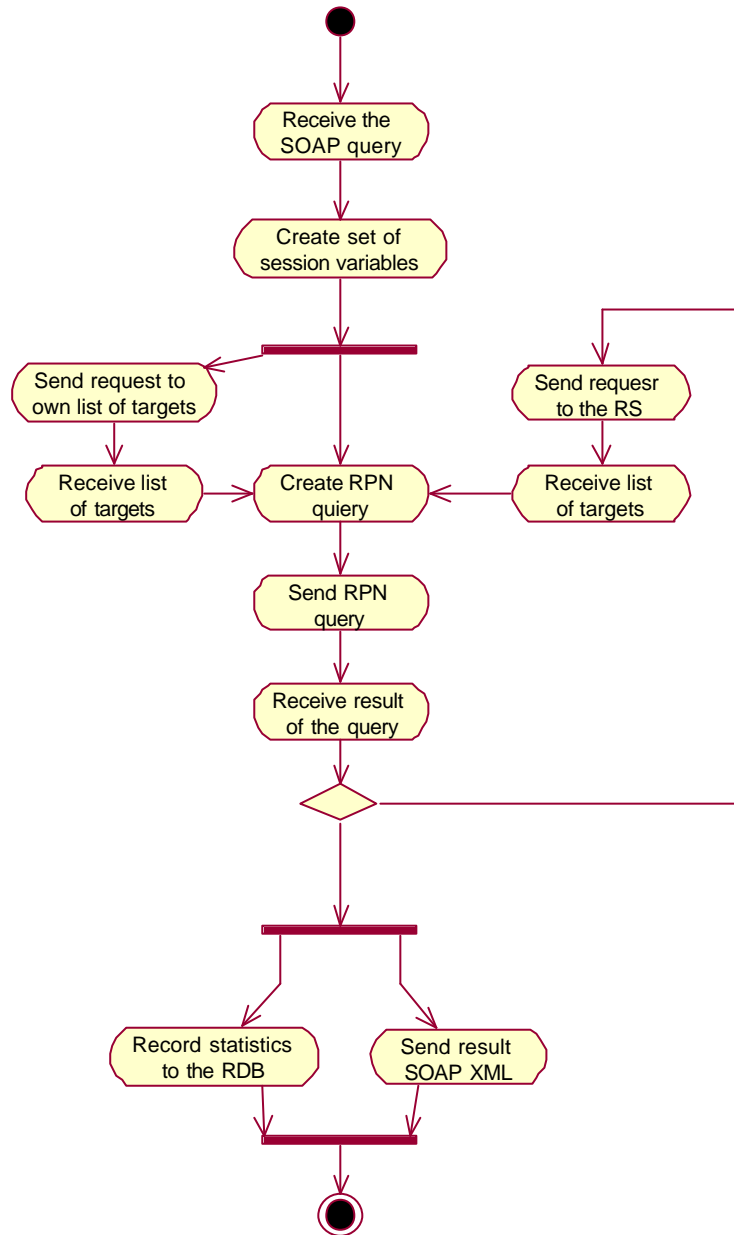 Receive the
SOAP query
Create set of
session variables
Send request to
own list of targets
Send requesr
to the RS
Receive list
of targets
Create RPN
quiery
Receive list
of targets
Send RPN
query
Receive result
of the query
Record statistics
to the RDB
Send result
SOAP XML